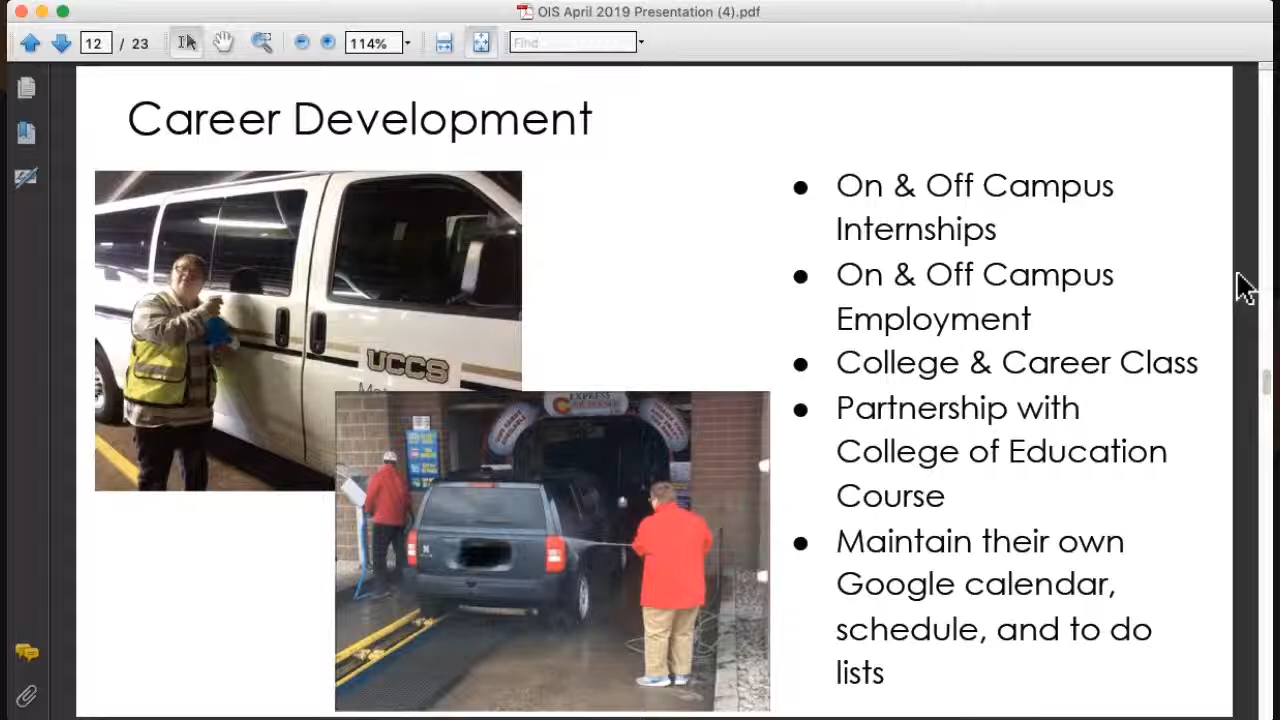 OIS April 2019 Presentation (4).pdf
12 / 23
114%
Find
Career Development
UCCS
EXPRESS
On & Off Campus
Internships
On & Off Campus
Employment
College & Career Class
Partnership with
College of Education
Course
Maintain their own
Google calendar,
schedule, and to do
lists